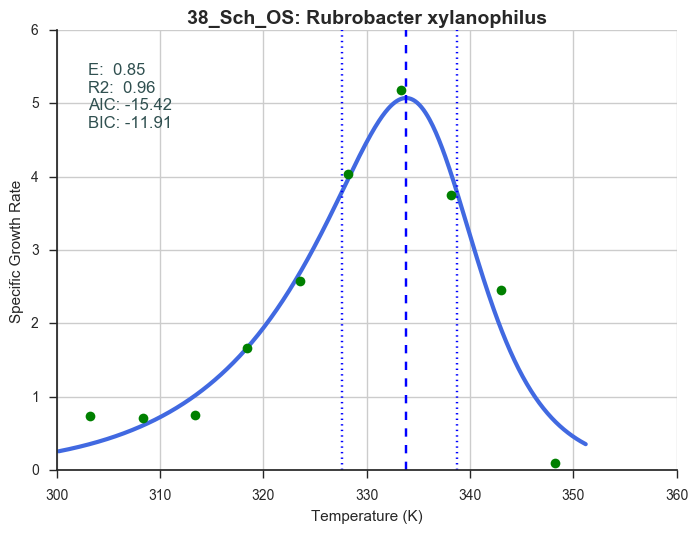 38_Sch_OS: Rubrobacter xylanophilus
E: 0.85
R2: 0.96
AIC: -15.42
BIC: -11.91
Specific Growth Rate
6
5
4
3
2
1
0
300 310 320 330 340 350 360
Temperature (K)